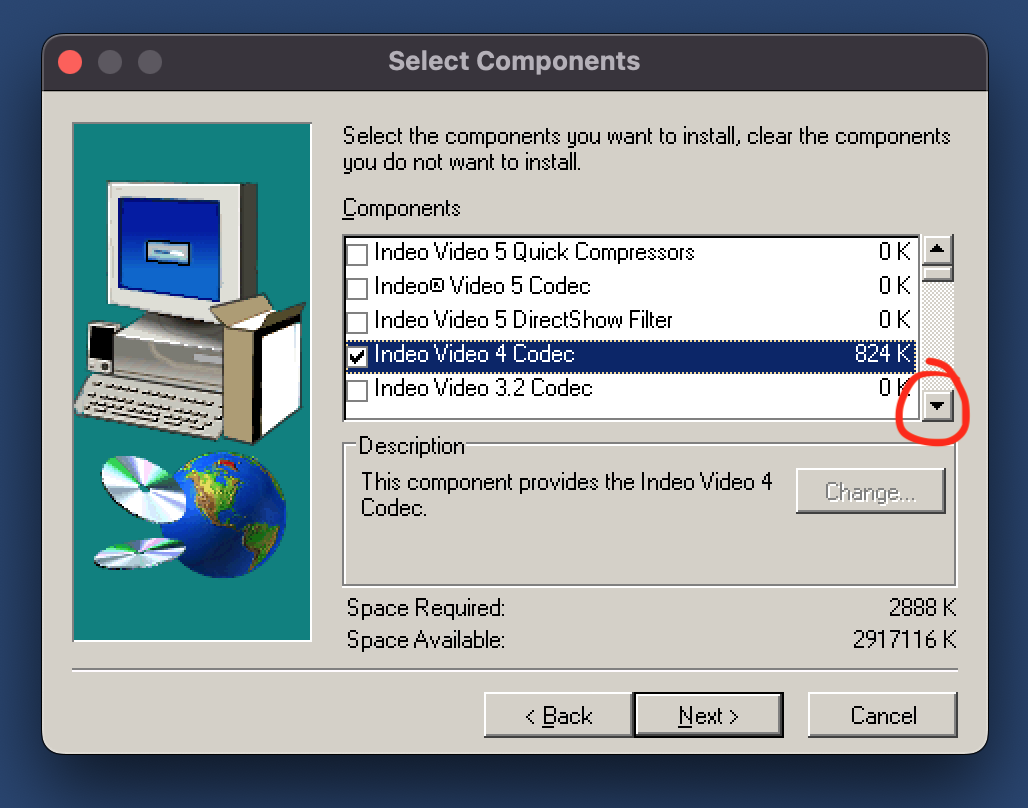 Select Components
Select the components you want to install, clear the components
you do not want to install.
Components
Indeo Video 5 Quick Compressors 0 K
Indeo® Video 5 Codec 0 K
Indeo Video 5 DirectShow Filter 0 K
Indeo Video 4 Codec 824 K
Indeo Video 3.2 Codec 0 K
Description
This component provides the Indeo Video 4
Codec.
Change...
Space Required: 2888 K
Space Available: 2917116 K
< Back Next > Cancel